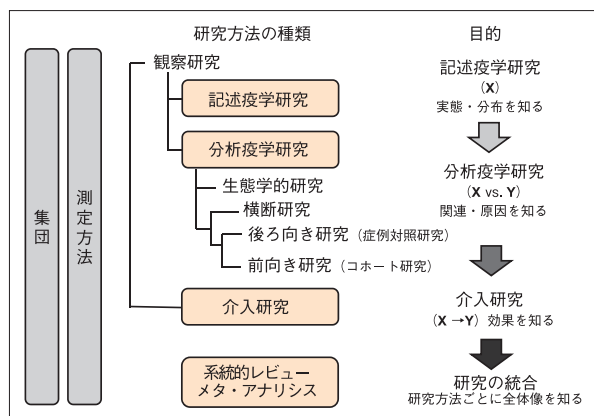 研究方法の種類
目的
集団
測定方法
観察研究
記述疫学研究
分析疫学研究
生態学的研究
横断研究
後ろ向き研究（症例対照研究）
前向き研究（コホート研究）
介入研究
系統的レビュー
メタ・アナリシス
記述疫学研究
（X）
実態・分布を知る
分析疫学研究
（X vs. Y）
関連・原因を知る
介入研究
（X →Y）効果を知る
研究の統合
研究方法ごとに全体像を知る